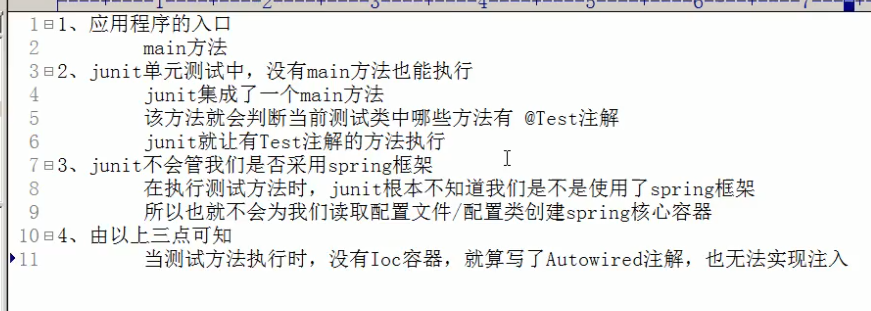 1、应用程序的入口
main方法
2、junit单元测试中，没有main方法也能执行
junit集成了一个main方法
该方法就会判断当前测试类中哪些方法有 @Test注解
junit就让有Test注解的方法执行
3、junit不会管我们是否采用spring框架
在执行测试方法时，junit根本不知道我们是不是使用了spring框架
所以也就不会为我们读取配置文件/配置类创建spring核心容器
4、由以上三点可知
当测试方法执行时，没有Ioc容器，就算写了Autowired注解，也无法实现注入